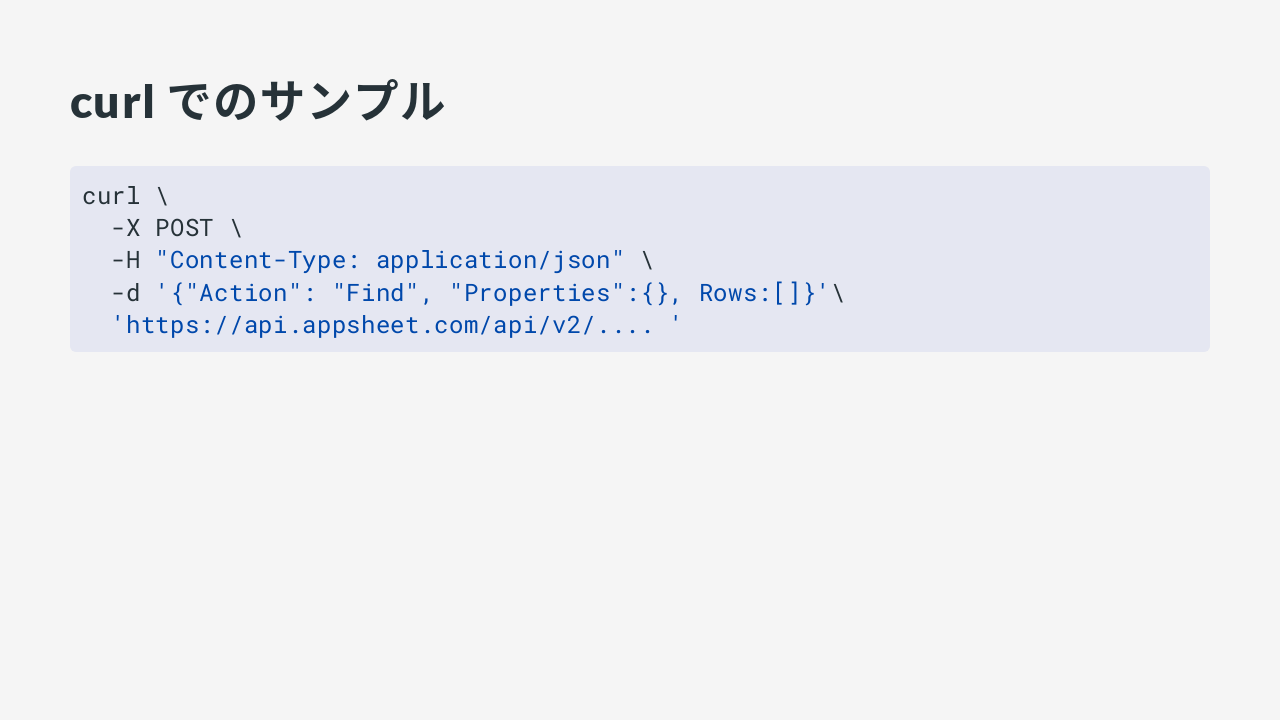 curl でのサンプル
curl \
  -X POST \
  -H "Content-Type: application/json" \
  -d '{"Action": "Find", "Properties":{}, Rows:[]}'\
  'https://api.appsheet.com/api/v2/.... '